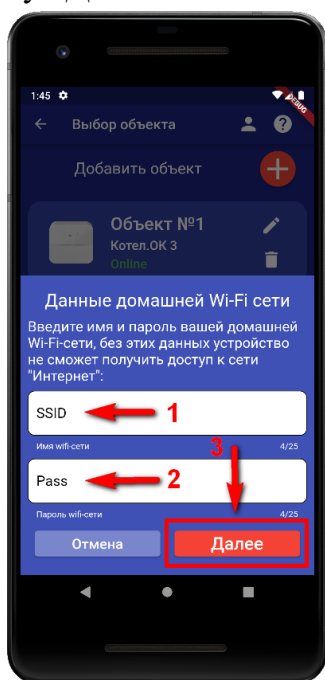 1:45
DEBUG
Выбор объекта
Добавить объект
Объект №1
Котел.ОК 3
Online
Данные домашней Wi-Fi сети
Введите имя и пароль вашей домашней
Wi-Fi-сети, без этих данных устройство
не сможет получить доступ к сети
"Интернет":
SSID 1
Имя wifi-сети 3 4/25
Pass 2
Пароль wifi-сети 4/25
Отмена Далее